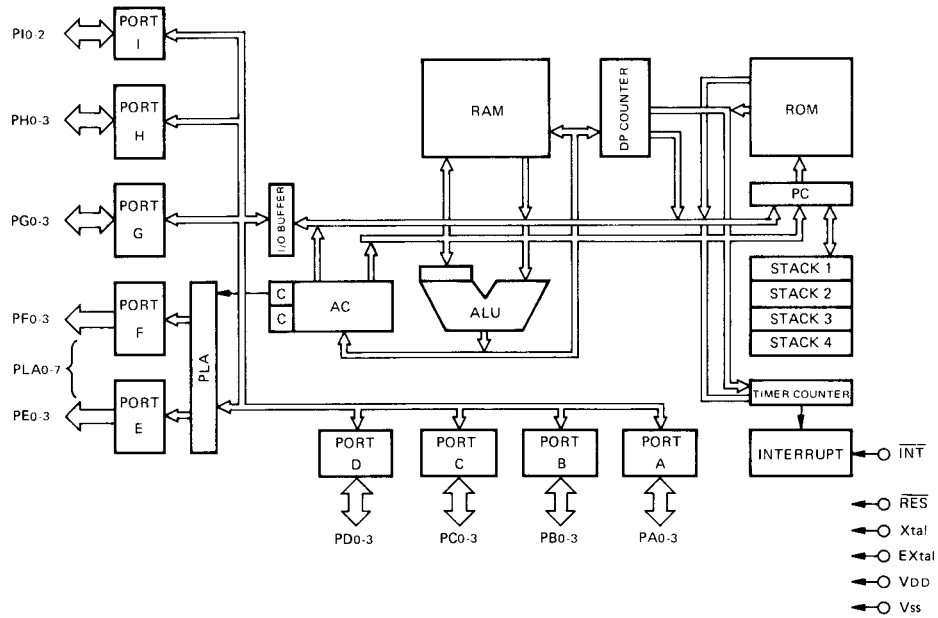 PI0-2
PORT
I
PH0-3
PORT
H
PG0-3
PORT
G
PF0-3
PORT
F
PLA0-7
PE0-3
PORT
E
PLA
I/O BUFFER
C
C
AC
RAM
ALU
DP COUNTER
ROM
PC
STACK 1
STACK 2
STACK 3
STACK 4
TIMER COUNTER
INTERRUPT
INT
RES
Xtal
EXtal
VDD
Vss
PORT
D
PORT
C
PORT
B
PORT
A
PD0-3
PC0-3
PB0-3
PA0-3